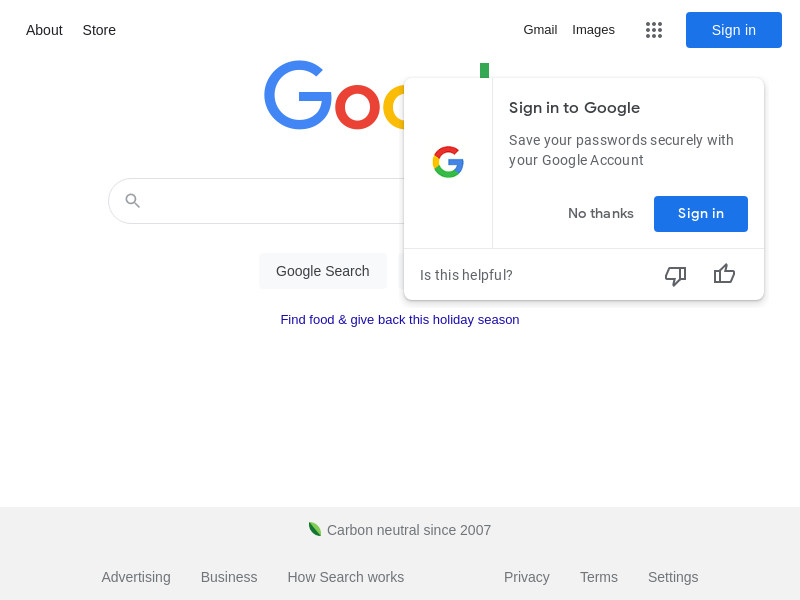 About Store Gmail Images Sign in
Goo
Sign in to Google
Save your passwords securely with
your Google Account
No thanks Sign in
Is this helpful?
Google Search
Find food & give back this holiday season
Carbon neutral since 2007
Advertising Business How Search works Privacy Terms Settings